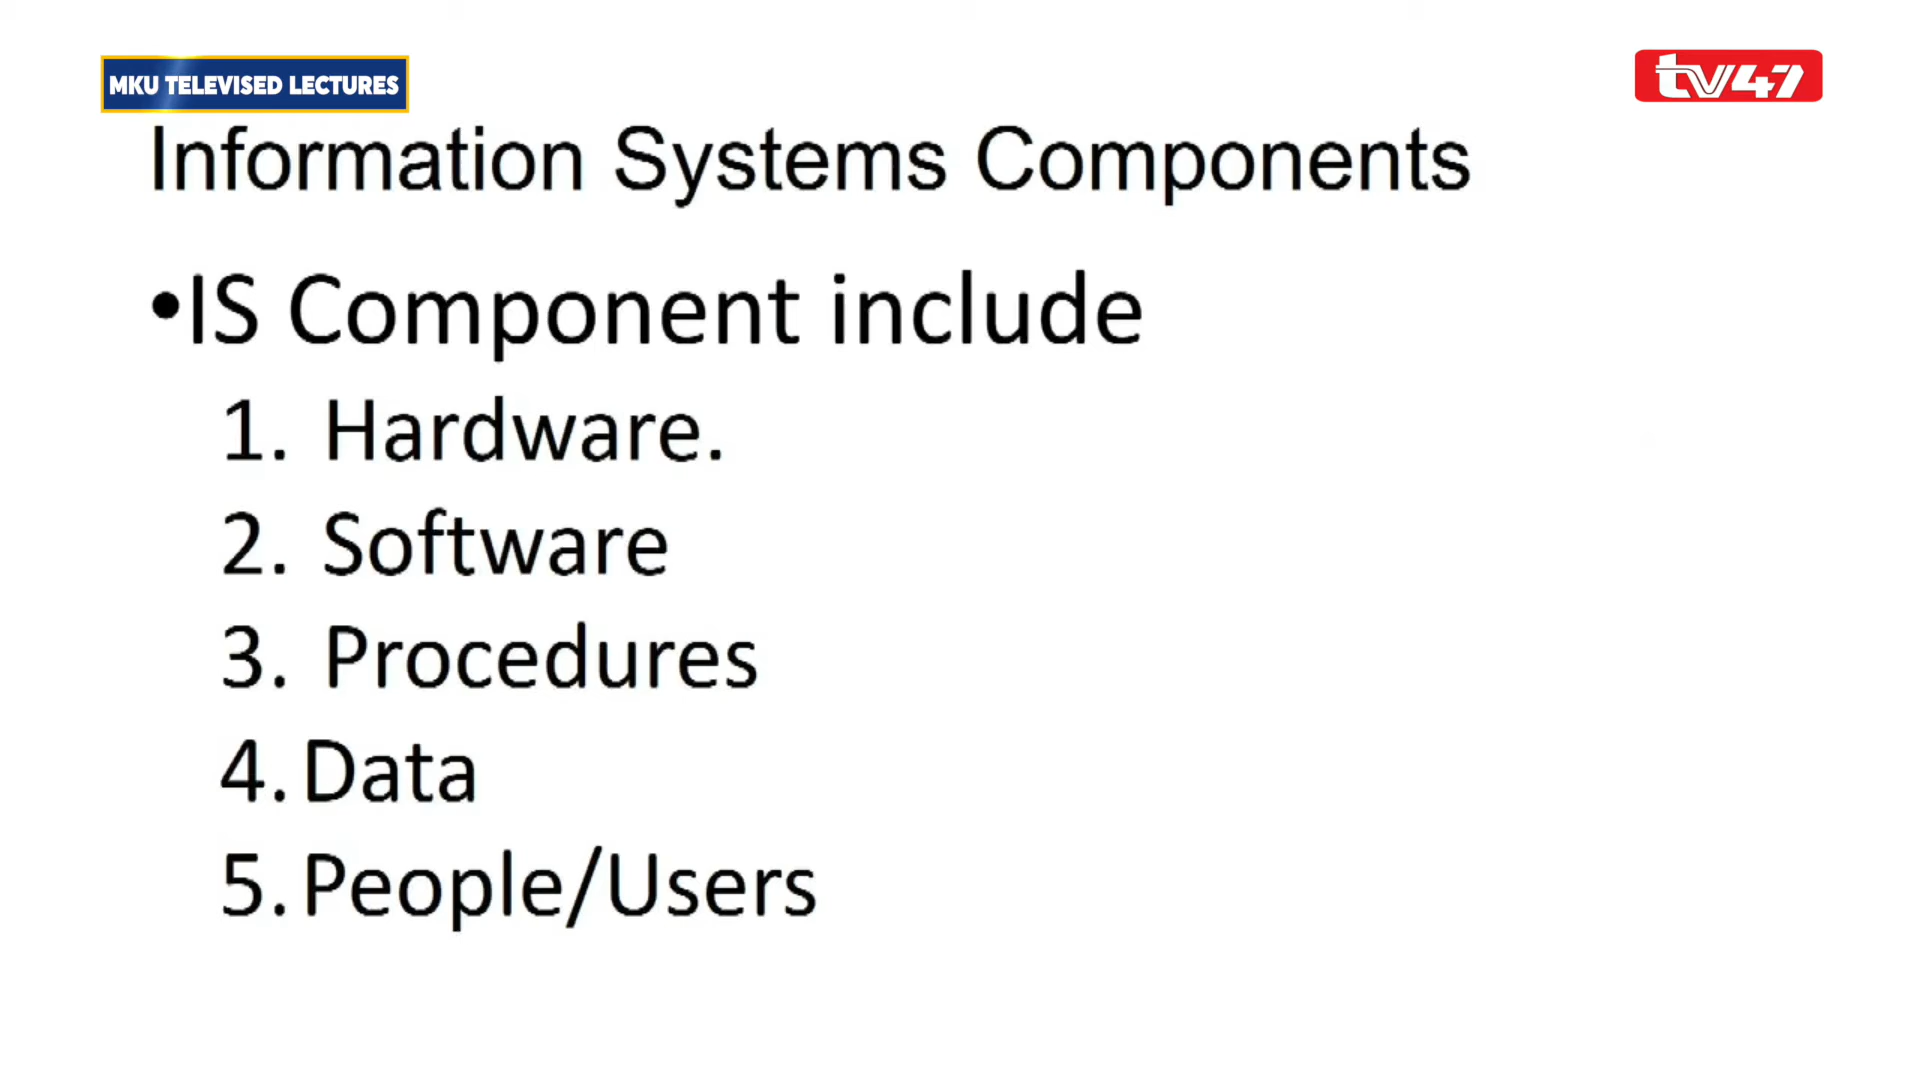 MKU TELEVISED LECTURES
tv47
Information Systems Components
•IS Component include
1. Hardware.
2. Software
3. Procedures
4. Data
5. People/Users